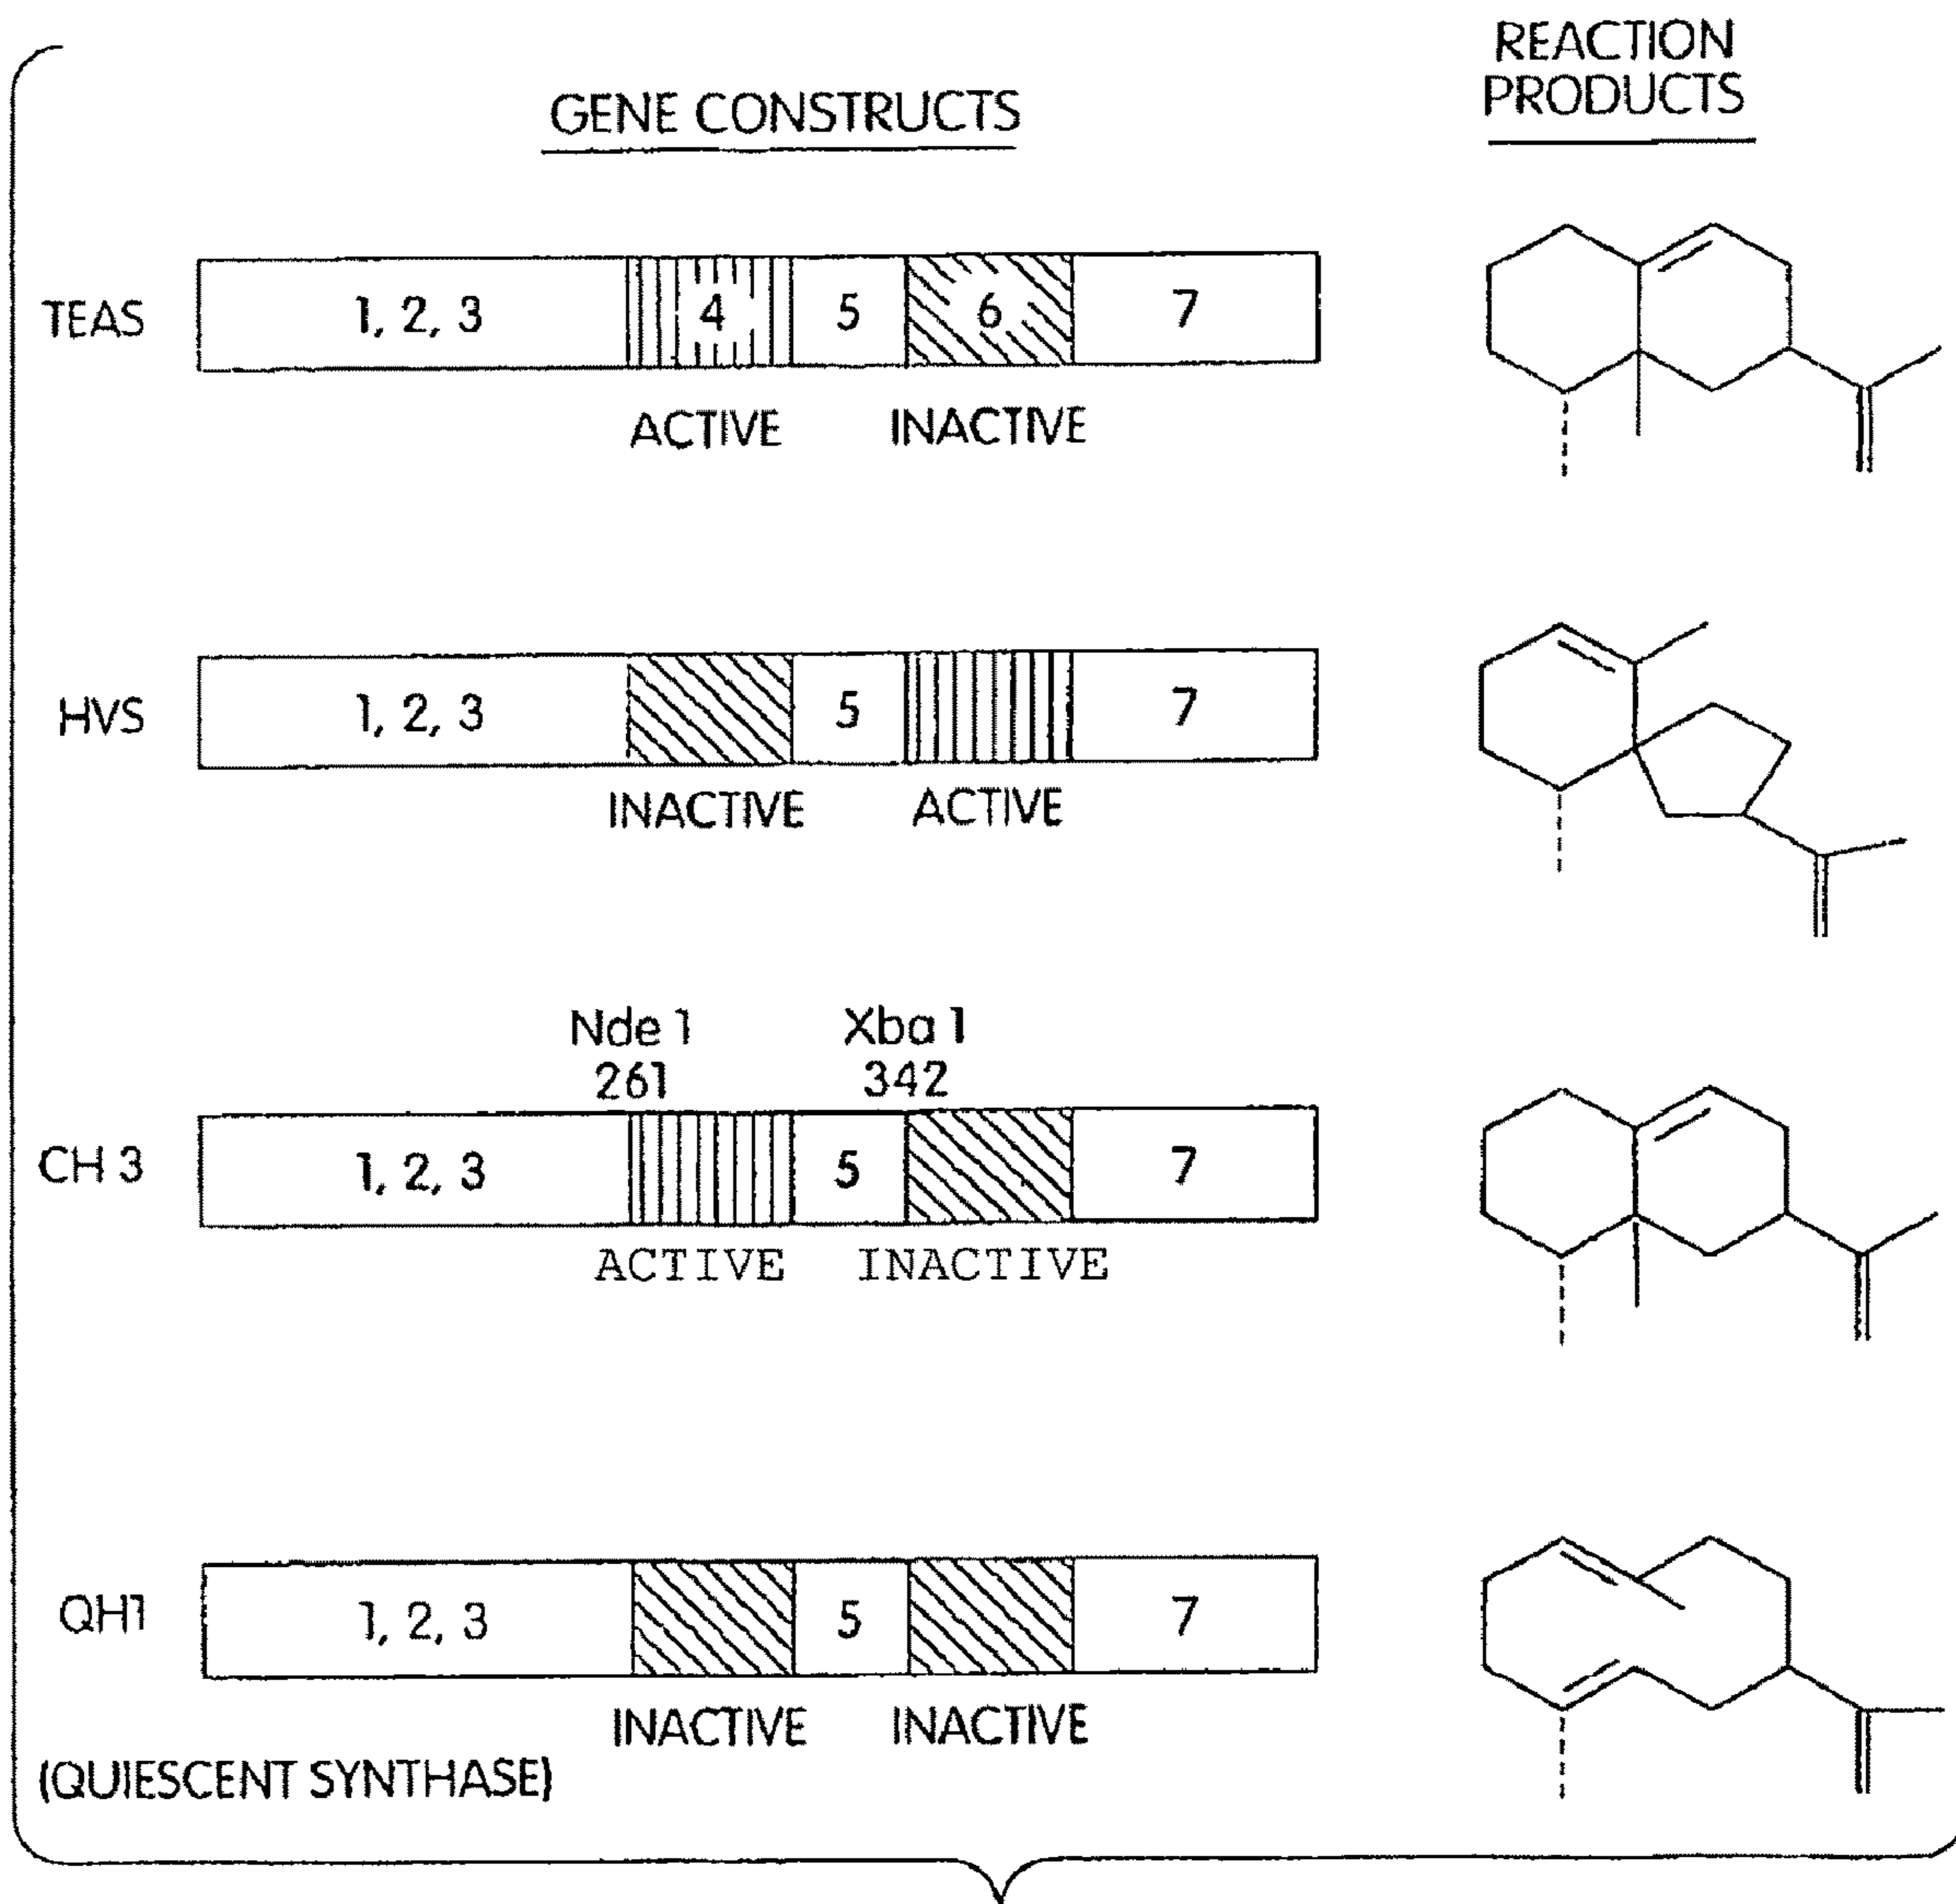 GENE CONSTRUCTS
REACTION
PRODUCTS
TEAS
1, 2, 3
4
5
6
7
ACTIVE
INACTIVE
HVS
1, 2, 3
5
7
INACTIVE
ACTIVE
Nde 1
261
Xba 1
342
CH 3
1, 2, 3
5
7
ACTIVE
INACTIVE
QH1
1, 2, 3
5
7
INACTIVE
INACTIVE
(QUIESCENT SYNTHASE)